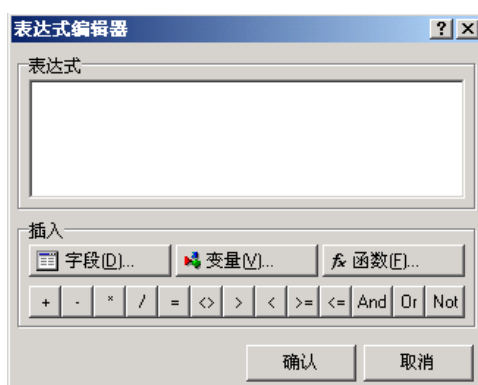 表达式编辑器
表达式
插入
字段(D)... 变量(V)... fx 函数(F)...
+ - * / = <> > < >= <= And Or Not
确认 取消